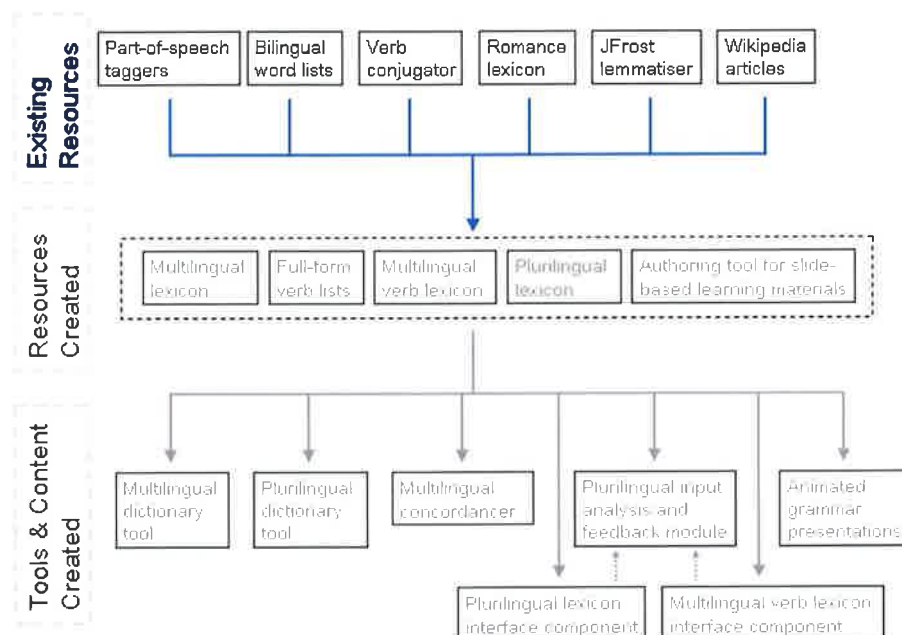 Existing
Resources
Part-of-speech
taggers
Bilingual
word lists
Verb
conjugator
Romance
lexicon
JFrost
lemmatiser
Wikipedia
articles
Resources
Created
Multilingual
lexicon
Full-form
verb lists
Multilingual
verb lexicon
Plurilingual
lexicon
Authoring tool for slide-
based learning materials
Tools & Content
Created
Multilingual
dictionary
tool
Plurilingual
dictionary
tool
Multilingual
concordancer
Plurilingual input
analysis and
feedback module
Animated
grammar
presentations
Plurilingual lexicon
interface component
Multilingual verb lexicon
interface component